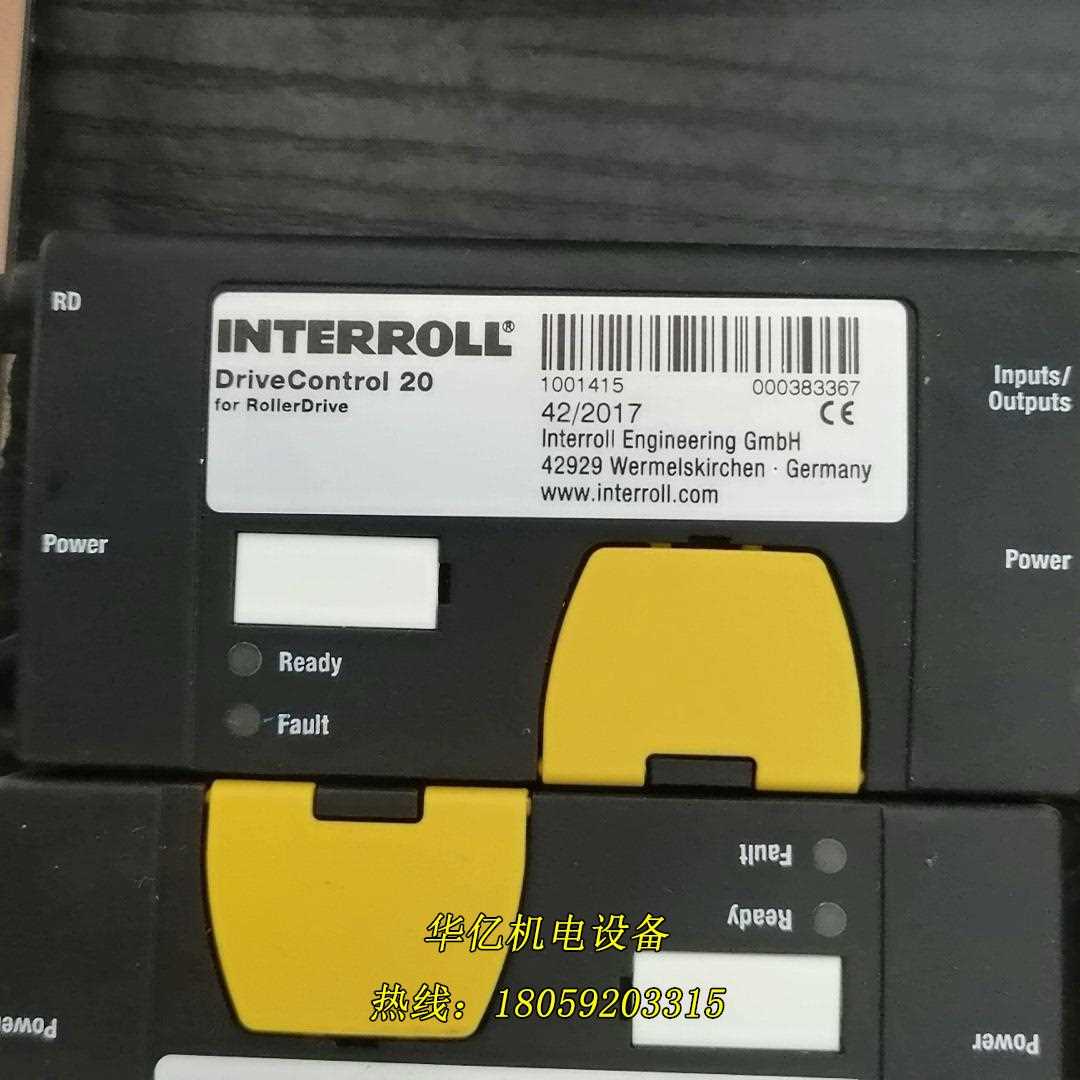 RD
INTERROLL®
DriveControl 20
for RollerDrive
1001415 000383367
42/2017 CE
Interroll Engineering GmbH
42929 Wermelskirchen · Germany
www.interroll.com
Inputs/
Outputs
Power
Power
Ready
Fault
Fault
Ready
华亿机电设备
热线：18059203315
Power
Power